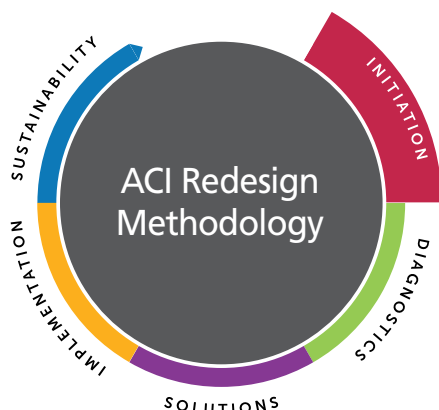 ACI Redesign
Methodology
INITIATION
DIAGNOSTICS
SOLUTIONS
IMPLEMENTATION
SUSTAINABILITY